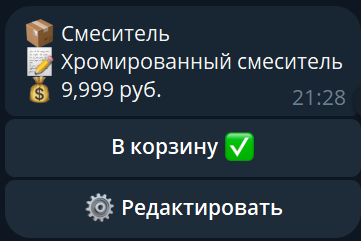 📦 Смеситель
📝 Хромированный смеситель
💰 9,999 руб.
21:28
В корзину ✅
⚙️ Редактировать